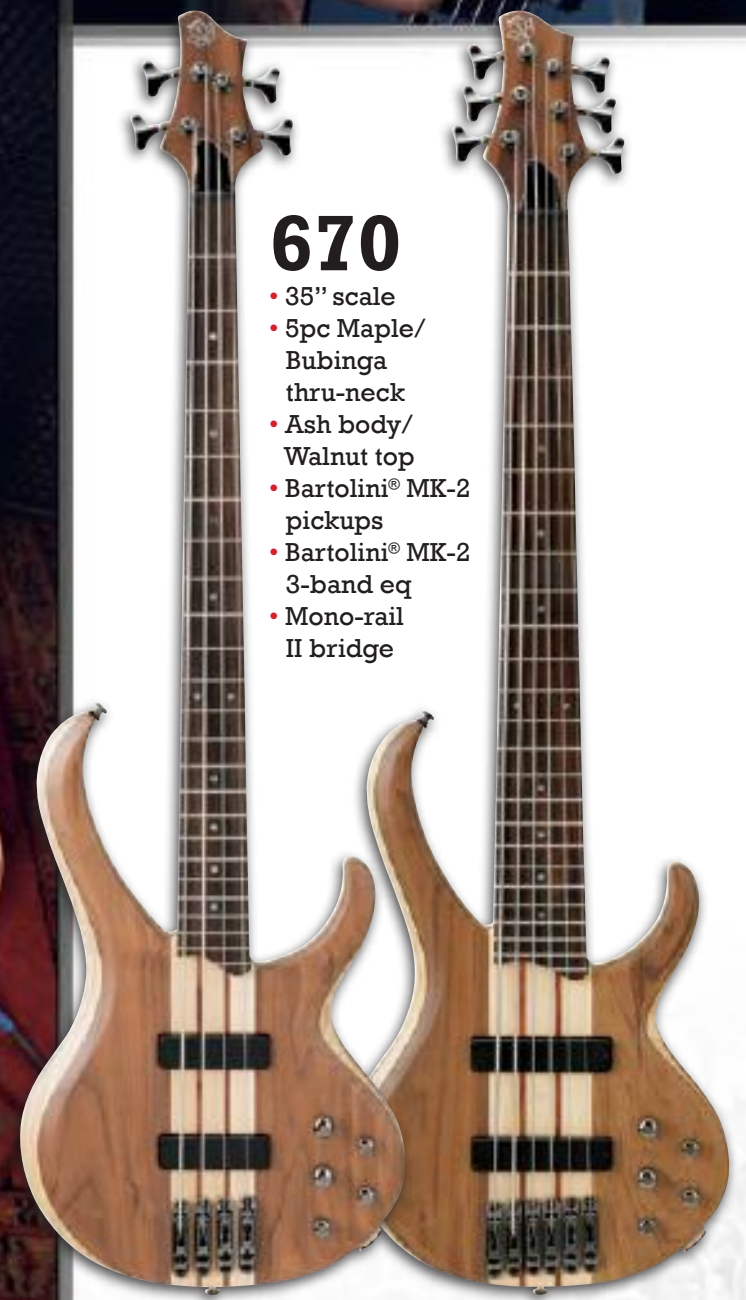 670
• 35” scale
• 5pc Maple/
Bubinga
thru-neck
• Ash body/
Walnut top
• Bartolini® MK-2
pickups
• Bartolini® MK-2
3-band eq
• Mono-rail
II bridge